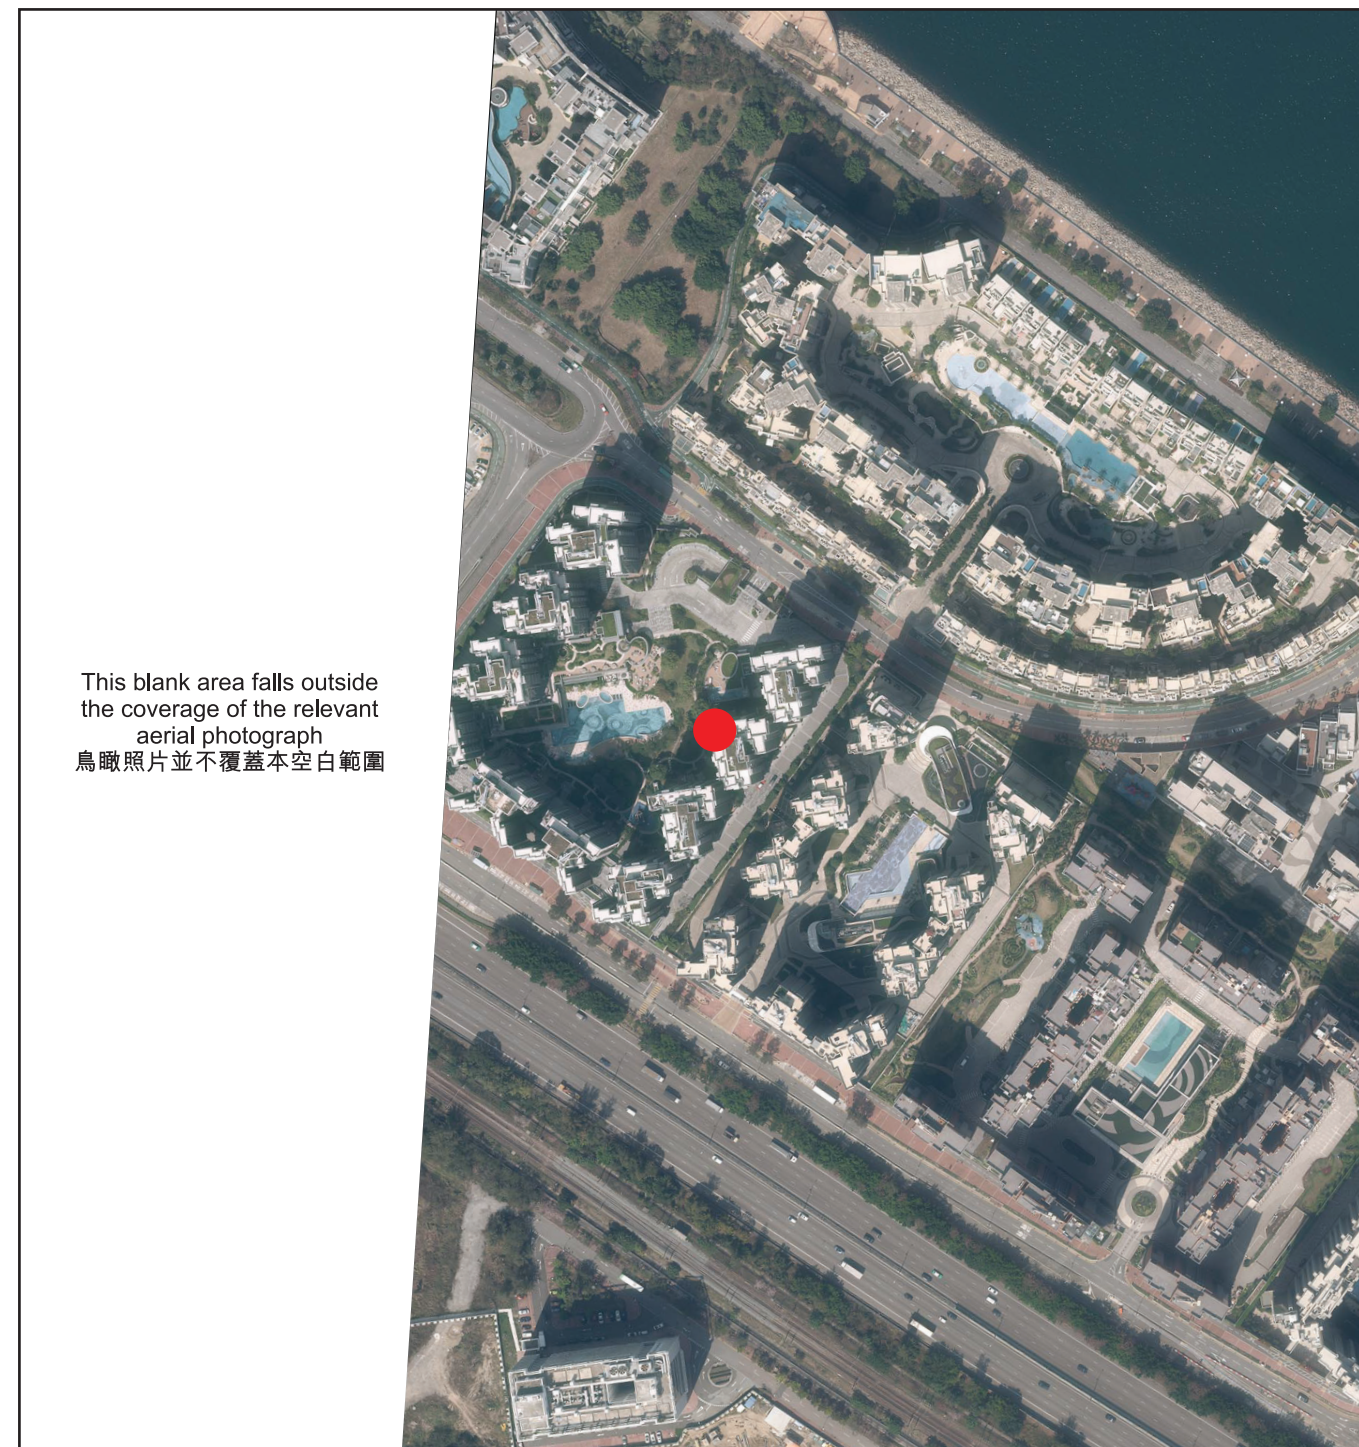 This blank area falls outside
the coverage of the relevant
aerial photograph
鳥瞰照片並不覆蓋本空白範圍